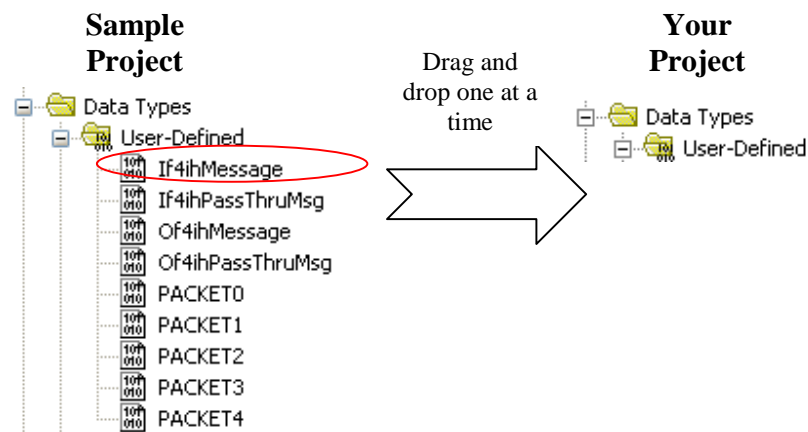 Sample
Project
Data Types
User-Defined
If4ihMessage
If4ihPassThruMsg
Of4ihMessage
Of4ihPassThruMsg
PACKET0
PACKET1
PACKET2
PACKET3
PACKET4
Drag and
drop one at a
time
Your
Project
Data Types
User-Defined